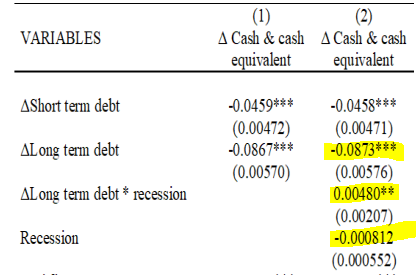 (1) (2)
VARIABLES Δ Cash & cash Δ Cash & cash
equivalent equivalent
ΔShort term debt -0.0459*** -0.0458***
(0.00472) (0.00471)
ΔLong term debt -0.0867*** -0.0873***
(0.00570) (0.00576)
ΔLong term debt * recession 0.00480**
(0.00207)
Recession -0.000812
(0.000552)